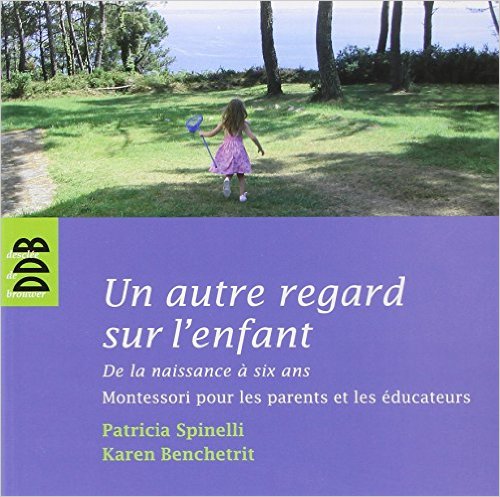 DDB
desclée
de
brouwer
Un autre regard
sur l'enfant
De la naissance à six ans
Montessori pour les parents et les éducateurs
Patricia Spinelli
Karen Benchetrit